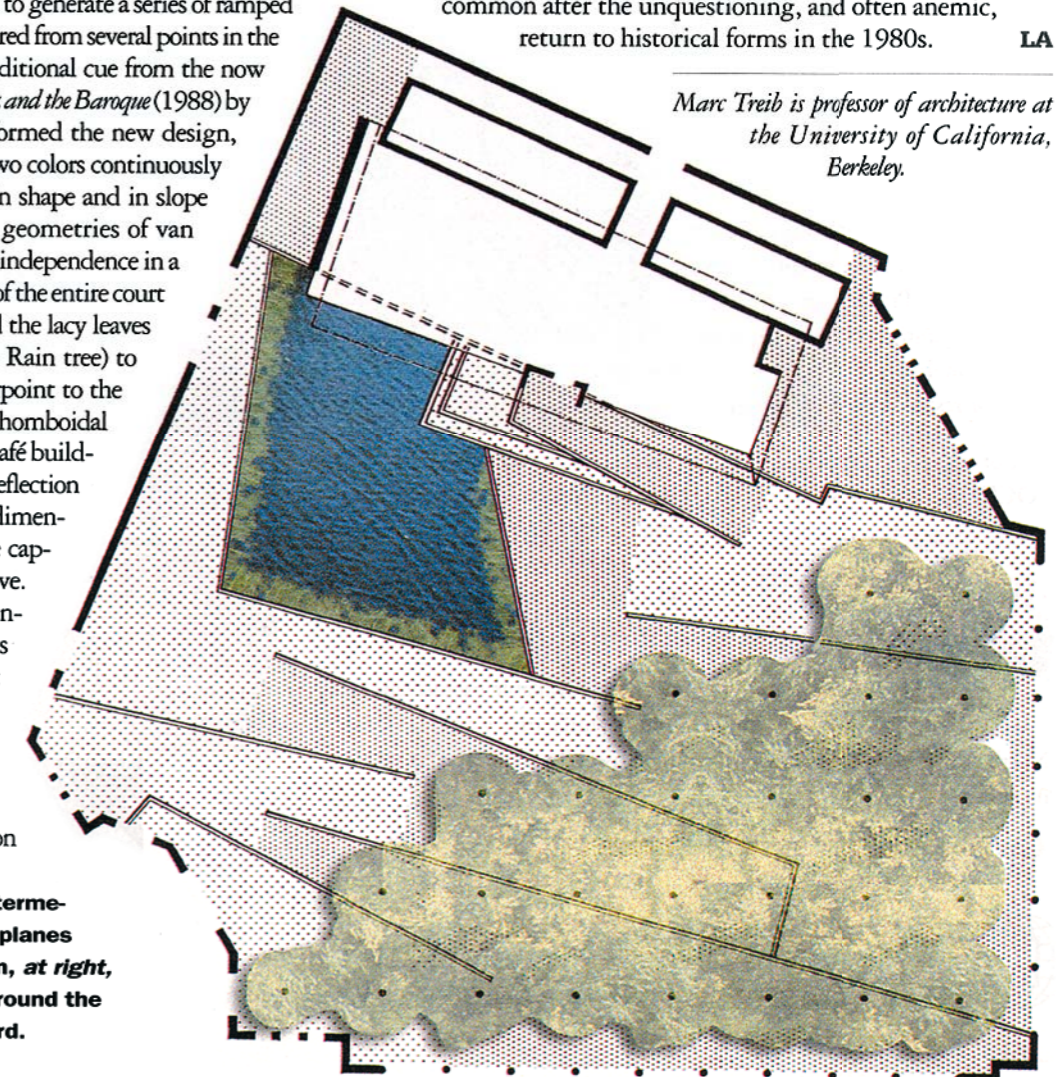 to generate a series of ramped
red from several points in the
ditional cue from the now
t and the Baroque (1988) by
ormed the new design,
wo colors continuously
n shape and in slope
geometries of van
independence in a
of the entire court
l the lacy leaves
Rain tree) to
point to the
homboidal
afé build-
eflection
limen-
cap-
ve.
n-
s
on
terme-
planes
n, at right,
round the
rd.
common after the unquestioning, and often anemic,
return to historical forms in the 1980s. LA
Marc Treib is professor of architecture at
the University of California,
Berkeley.